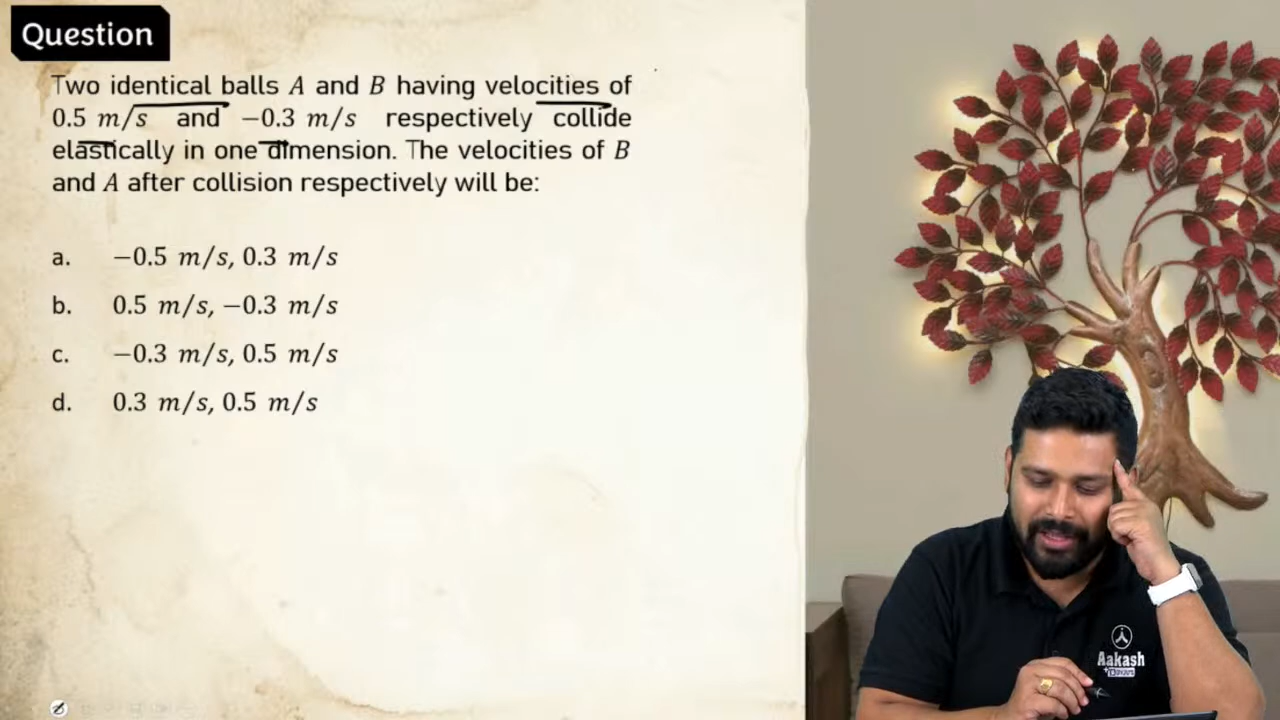 Question
Two identical balls A and B having velocities of
0.5 m/s and −0.3 m/s respectively collide
elastically in one dimension. The velocities of B
and A after collision respectively will be:
a. −0.5 m/s, 0.3 m/s
b. 0.5 m/s, −0.3 m/s
c. −0.3 m/s, 0.5 m/s
d. 0.3 m/s, 0.5 m/s
Aakash